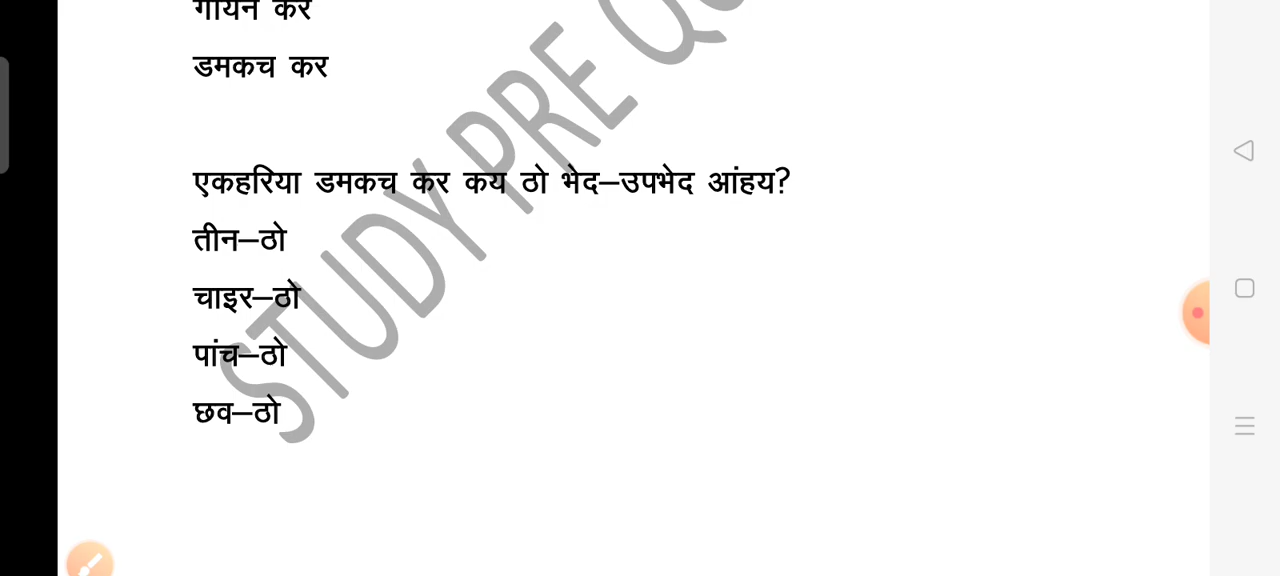 गायन कर
डमकच कर
एकहरिया डमकच कर कय ठो भेद–उपभेद आंहय?
तीन–ठो
चाइर–ठो
पांच–ठो
छव–ठो
STUDY PRE